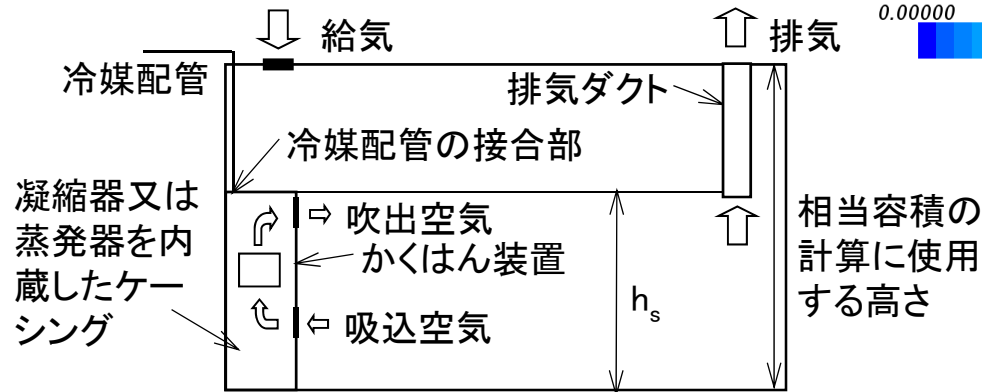 0.00000
給気
排気
冷媒配管
排気ダクト
冷媒配管の接合部
凝縮器又は
蒸発器を内
蔵したケー
シング
吹出空気
かくはん装置
吸込空気
hs
相当容積の
計算に使用
する高さ